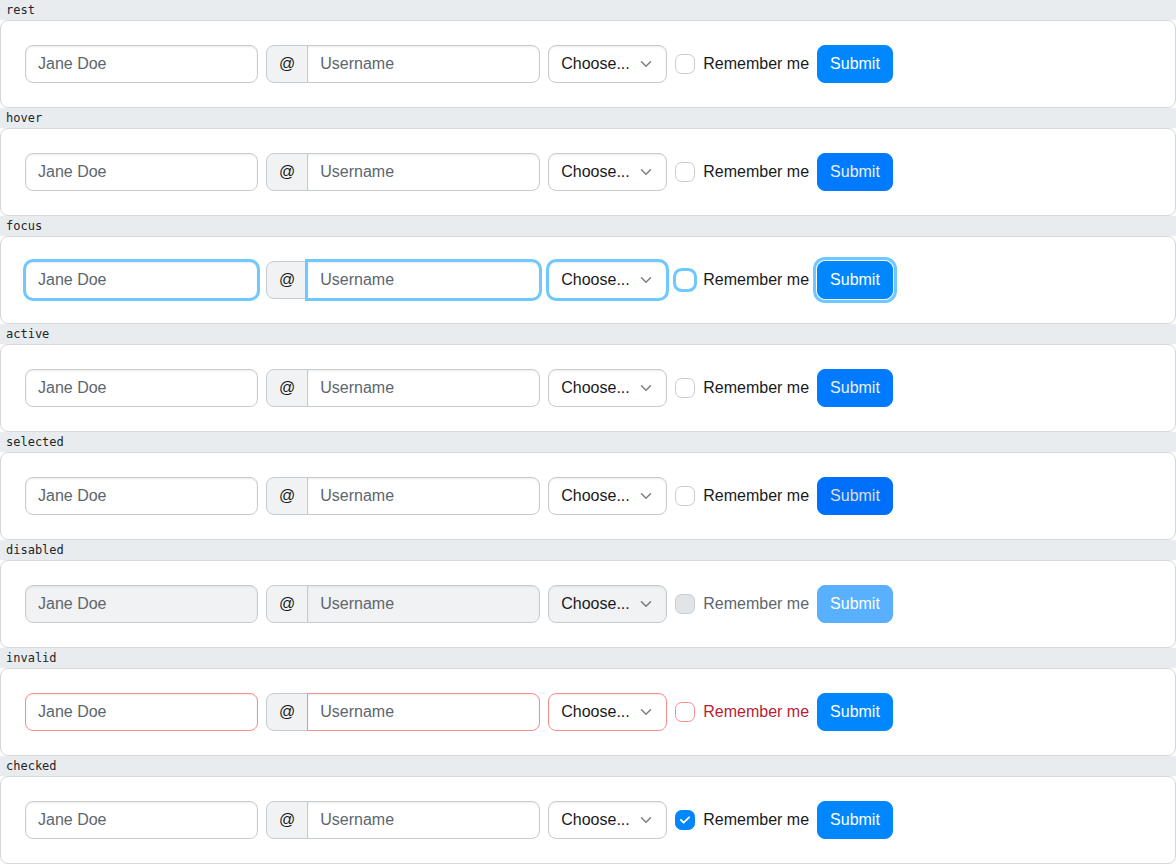 rest
Jane Doe @ Username Choose... Remember me Submit
hover
Jane Doe @ Username Choose... Remember me Submit
focus
Jane Doe @ Username Choose... Remember me Submit
active
Jane Doe @ Username Choose... Remember me Submit
selected
Jane Doe @ Username Choose... Remember me Submit
disabled
Jane Doe @ Username Choose... Remember me Submit
invalid
Jane Doe @ Username Choose... Remember me Submit
checked
Jane Doe @ Username Choose... Remember me Submit